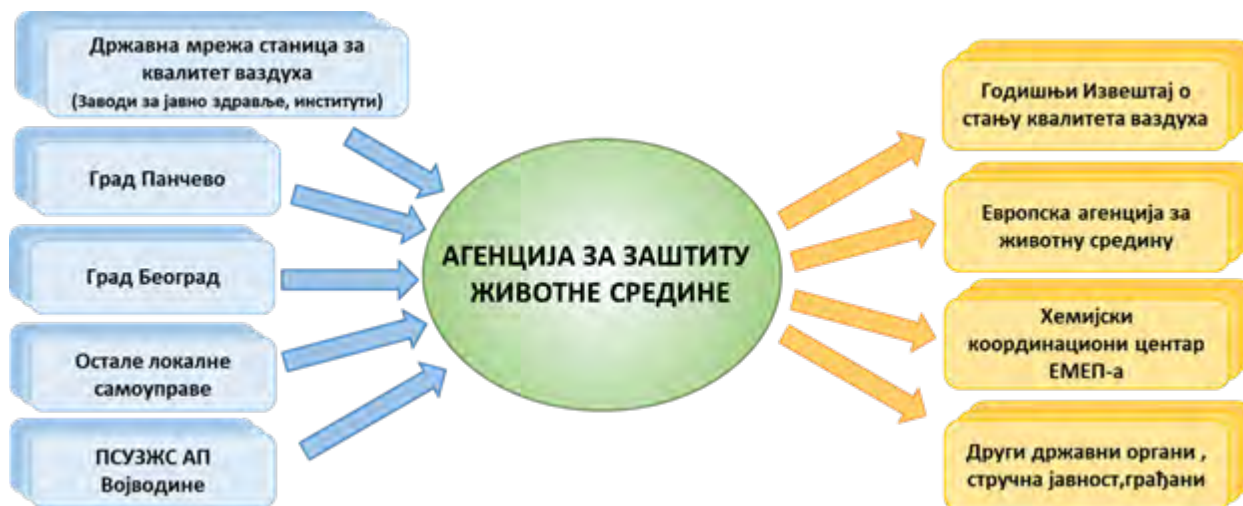 Државна мрежа станица за
квалитет ваздуха
(Заводи за јавно здравље, институти)
Град Панчево
Град Београд
Остале локалне
самоуправе
ПСУЗЖС АП
Војводине
АГЕНЦИЈА ЗА ЗАШТИТУ
ЖИВОТНЕ СРЕДИНЕ
Годишњи Извештај о
стању квалитета ваздуха
Европска агенција за
животну средину
Хемијски
координациони центар
ЕМЕП-а
Други државни органи ,
стручна јавност,грађани